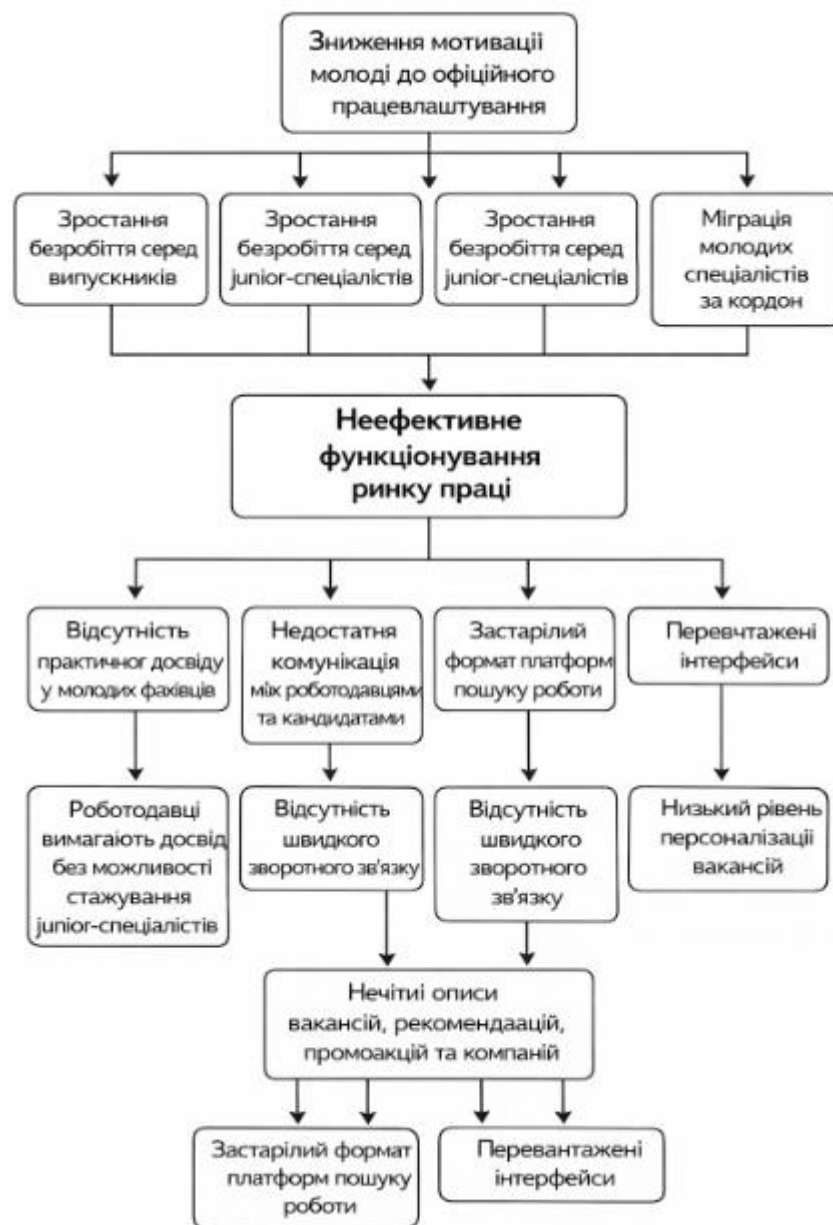 Зниження мотивації
молоді до офіційного
працевлаштування
Зростання
безробіття серед
випускників
Зростання
безробіття серед
junior-спеціалістів
Зростання
безробіття серед
junior-спеціалістів
Міграція
молодих
спеціалістів
за кордон
Неефективне
функціонування
ринку праці
Відсутність
практичног досвіду
у молодих фахівців
Недостатня
комунікація
між роботодавцями
та кандидатами
Застарілий
формат платформ
пошуку роботи
Перевчтажені
інтерфейси
Роботодавці
вимагають досвід
без можливості
стажування
junior-спеціалістів
Відсутність
швидкого
зворотного зв'язку
Відсутність
швидкого
зворотного
зв'язку
Низький рівень
персоналізації
вакансій
Нечітиі описи
вакансій, рекомендаацій,
промоакцій та компаній
Застарілий формат
платформ пошуку
роботи
Перевантажені
інтерфейси